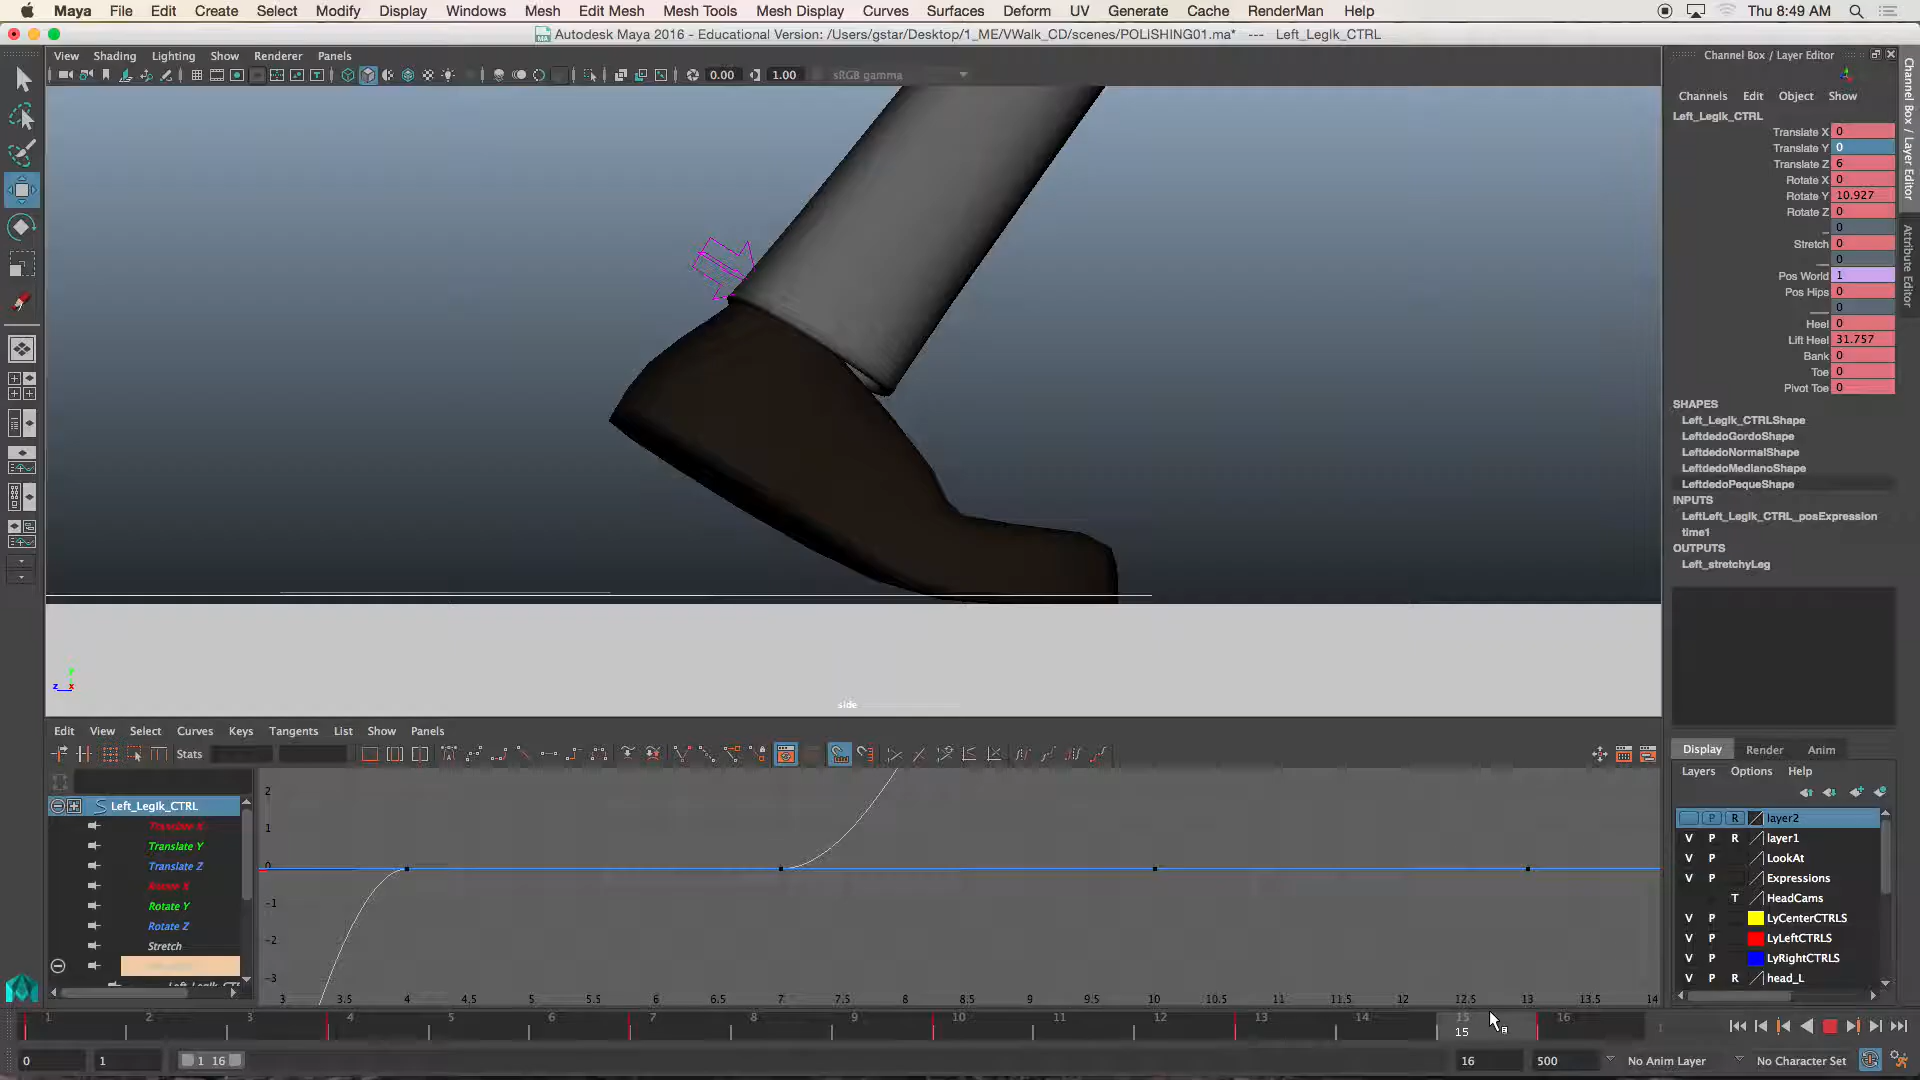 Maya File Edit Create Select Modify Display Windows Mesh Edit Mesh Mesh Tools Mesh Display Curves Surfaces Deform UV Generate Cache RenderMan Help Thu 8:49 AM
Autodesk Maya 2016 - Educational Version: /Users/gstar/Desktop/1_ME/VWalk_CD/scenes/POLISHING01.ma* --- Left_LegIk_CTRL
View Shading Lighting Show Renderer Panels
0.00 1.00 sRGB gamma
Channel Box / Layer Editor
Channels Edit Object Show
Left_LegIk_CTRL
Translate X 0
Translate Y 0
Translate Z 6
Rotate X 0
Rotate Y 10.927
Rotate Z 0
_ 0
Stretch 0
__ 0
Pos World 1
Pos Hips 0
___ 0
Heel 0
Lift Heel 31.757
Bank 0
Toe 0
Pivot Toe 0
SHAPES
Left_LegIk_CTRLShape
LeftdedoGordoShape
LeftdedoNormalShape
LeftdedoMedianoShape
LeftdedoPequeShape
INPUTS
LeftLeft_LegIk_CTRL_posExpression
time1
OUTPUTS
Left_stretchyLeg
Channel Box / Layer Editor
Attribute Editor
z x y
side
Edit View Select Curves Keys Tangents List Show Panels
Stats
Left_LegIk_CTRL
Translate X
Translate Y
Translate Z
Rotate X
Rotate Y
Rotate Z
Stretch
2
1
0
-1
-2
-3
3 3.5 4 4.5 5 5.5 6 6.5 7 7.5 8 8.5 9 9.5 10 10.5 11 11.5 12 12.5 13 13.5 14
Display Render Anim
Layers Options Help
P R layer2
V P R layer1
V P LookAt
V P Expressions
T HeadCams
V P LyCenterCTRLS
V P LyLeftCTRLS
V P LyRightCTRLS
V P R head_L
1 2 3 4 5 6 7 8 9 10 11 12 13 14 15 16
15
0 1 1 16 16 500 No Anim Layer No Character Set